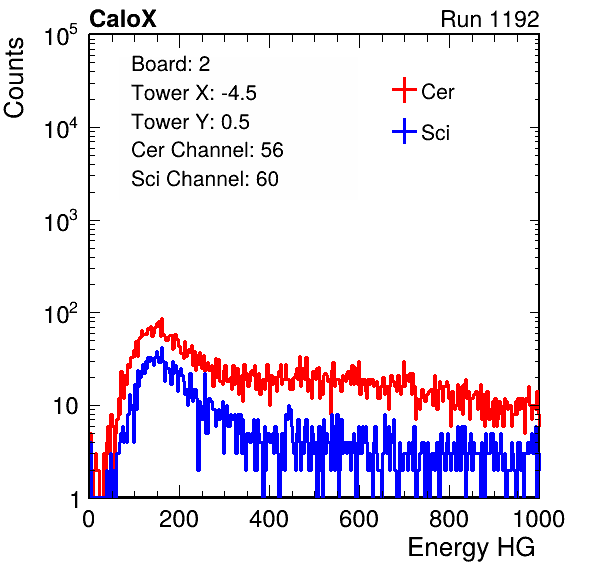 CaloX Run 1192
Counts
10^5
10^4
10^3
10^2
10
1
Board: 2
Tower X: -4.5
Tower Y: 0.5
Cer Channel: 56
Sci Channel: 60
Cer
Sci
0 200 400 600 800 1000
Energy HG